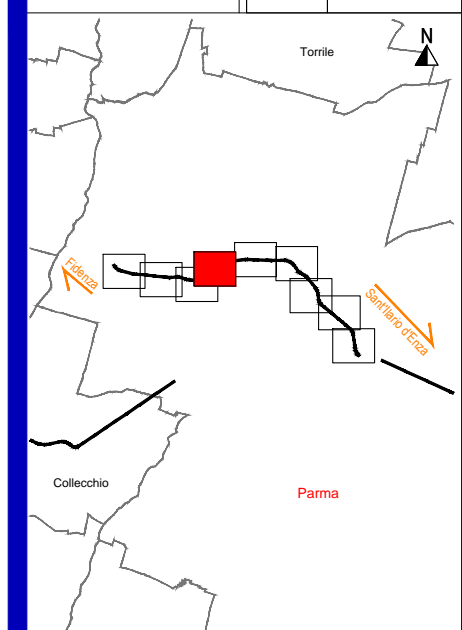 N
Torrile
Fidenza
Sant'Ilario d'Enza
Collecchio
Parma